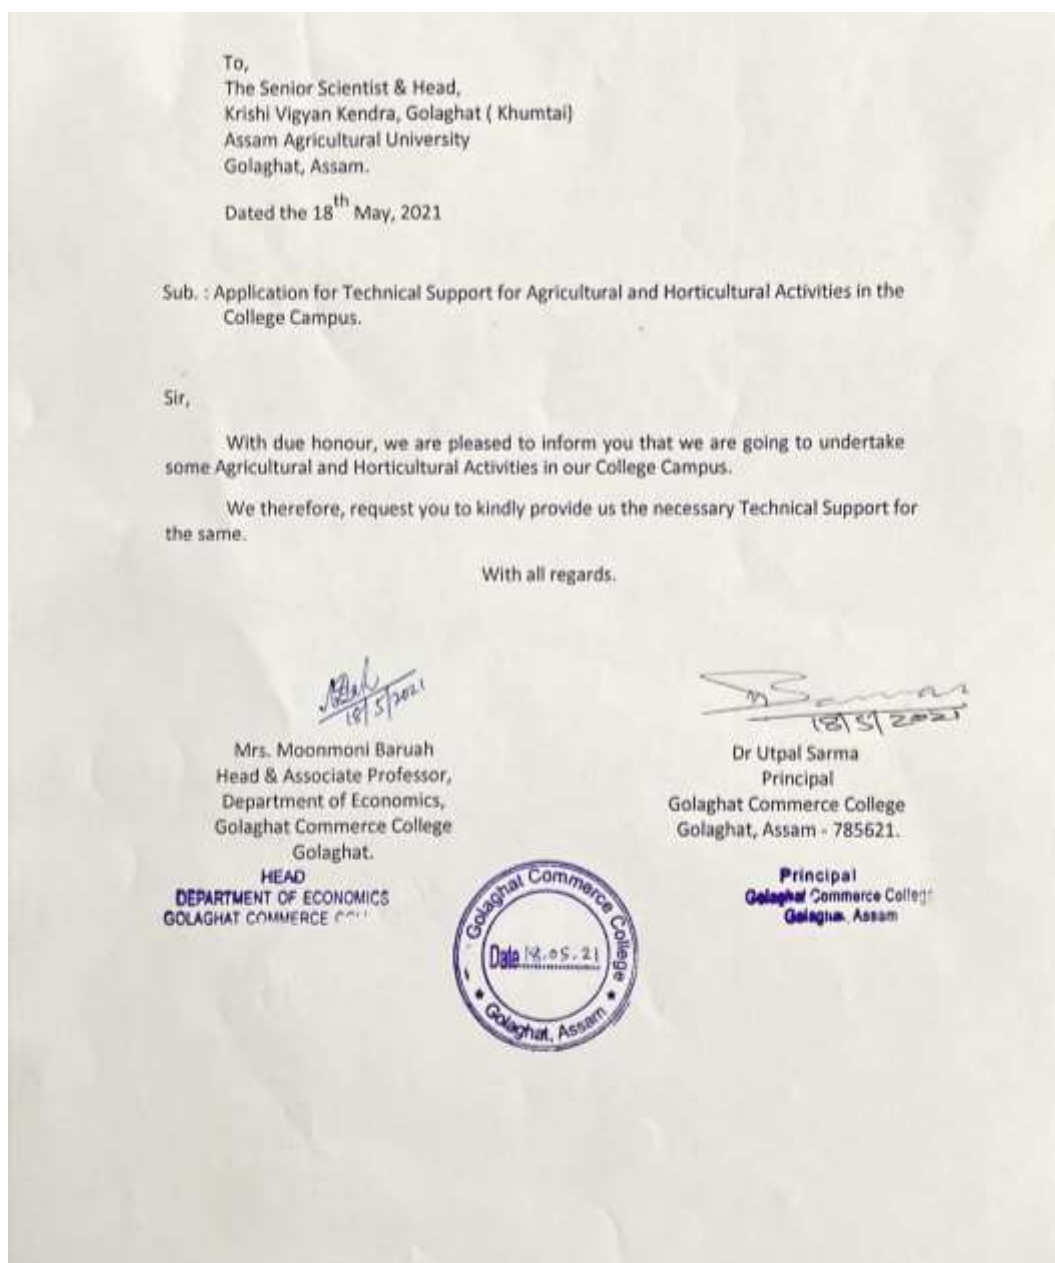 To,
The Senior Scientist & Head,
Krishi Vigyan Kendra, Golaghat ( Khumtai)
Assam Agricultural University
Golaghat, Assam.
Dated the 18th May, 2021
Sub. : Application for Technical Support for Agricultural and Horticultural Activities in the
College Campus.
Sir,
With due honour, we are pleased to inform you that we are going to undertake
some Agricultural and Horticultural Activities in our College Campus.
We therefore, request you to kindly provide us the necessary Technical Support for
the same.
With all regards.
18/5/2021
Mrs. Moonmoni Baruah
Head & Associate Professor,
Department of Economics,
Golaghat Commerce College
Golaghat.
HEAD
DEPARTMENT OF ECONOMICS
GOLAGHAT COMMERCE
18/5/2021
Dr Utpal Sarma
Principal
Golaghat Commerce College
Golaghat, Assam - 785621.
Principal
Golaghat Commerce College
Golaghat, Assam
Golaghat Commerce College
Date 18.05.21
Golaghat, Assam